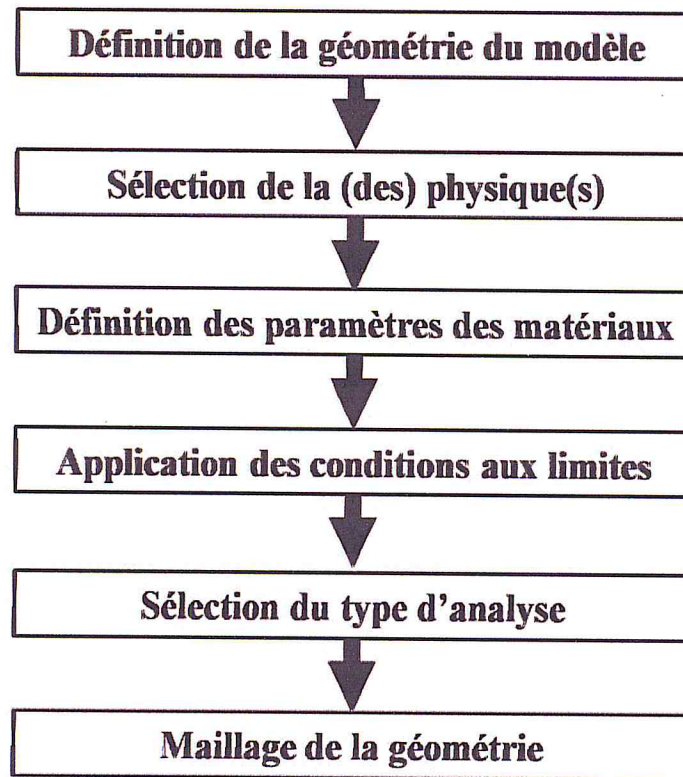 Définition de la géométrie du modèle
Sélection de la (des) physique(s)
Définition des paramètres des matériaux
Application des conditions aux limites
Sélection du type d'analyse
Maillage de la géométrie